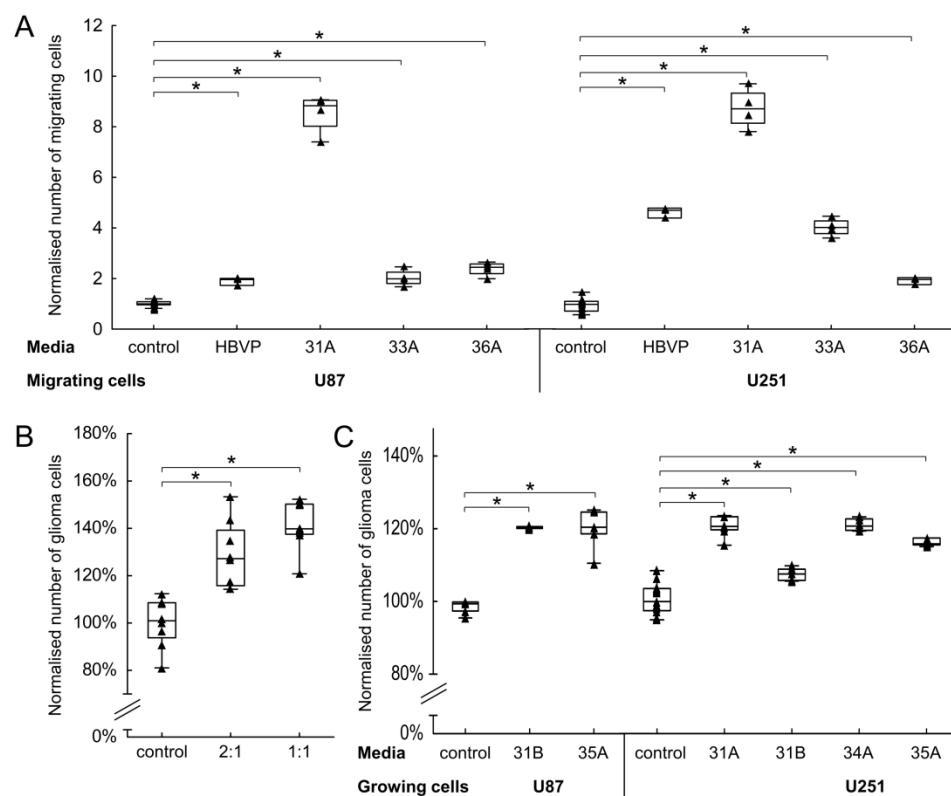 A
Normalised number of migrating cells
12
10
8
6
4
2
0
* * * *
* * * *
Media control HBVP 31A 33A 36A control HBVP 31A 33A 36A
Migrating cells U87 U251
B
Normalised number of glioma cells
180%
160%
140%
120%
100%
80%
0%
* *
control 2:1 1:1
C
Normalised number of glioma cells
140%
120%
100%
80%
0%
* *
* * * *
Media control 31B 35A control 31A 31B 34A 35A
Growing cells U87 U251